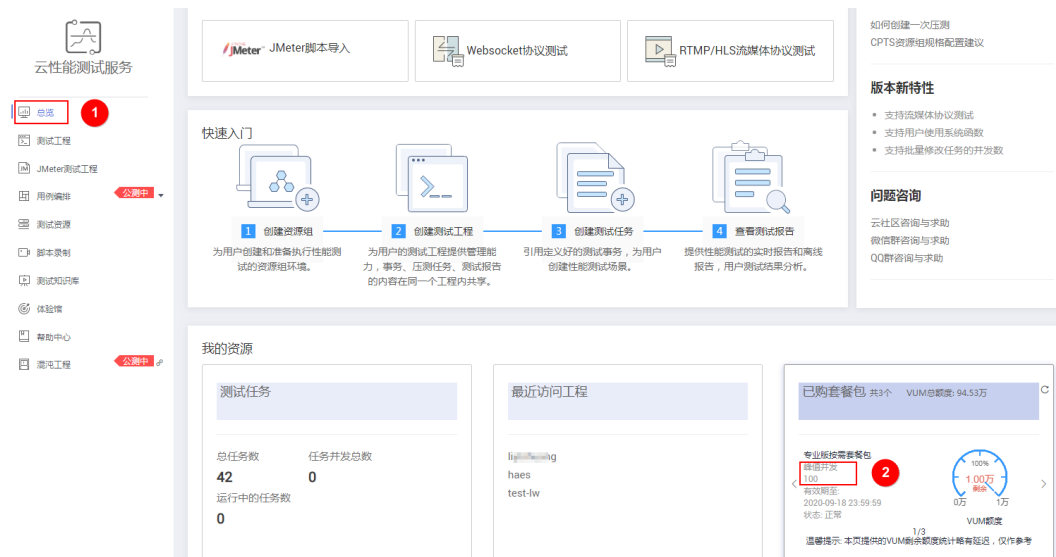 云性能测试服务
总览
1
测试工程
JMeter测试工程
用例编排
公测中
测试资源
脚本录制
测试知识库
体验馆
帮助中心
混沌工程
公测中
JMeter JMeter脚本导入
Websocket协议测试
RTMP/HLS流媒体协议测试
快速入门
1 创建资源组
为用户创建和准备执行性能测
试的资源组环境。
2 创建测试工程
为用户的测试工程提供管理能
力，事务、压测任务、测试报告
的内容在同一个工程内共享。
3 创建测试任务
引用定义好的测试事务，为用户
创建性能测试场景。
4 查看测试报告
提供性能测试的实时报告和离线
报告，用户测试结果分析。
如何创建一次压测
CPTS资源组规格配置建议
版本新特性
支持流媒体协议测试
支持用户使用系统函数
支持批量修改任务的并发数
问题咨询
云社区咨询与求助
微信群咨询与求助
QQ群咨询与求助
我的资源
测试任务
总任务数
42
任务并发总数
0
运行中的任务数
0
最近访问工程
haes
test-lw
已购套餐包 共3个 VUM总额度: 94.53万
专业版按需套餐包
峰值并发
100
2
有效期至:
2020-09-18 23:59:59
状态: 正常
100%
1.00万
剩余
0万
1万
VUM额度
1/3
温馨提示: 本页提供的VUM剩余额度统计略有延迟，仅作参考